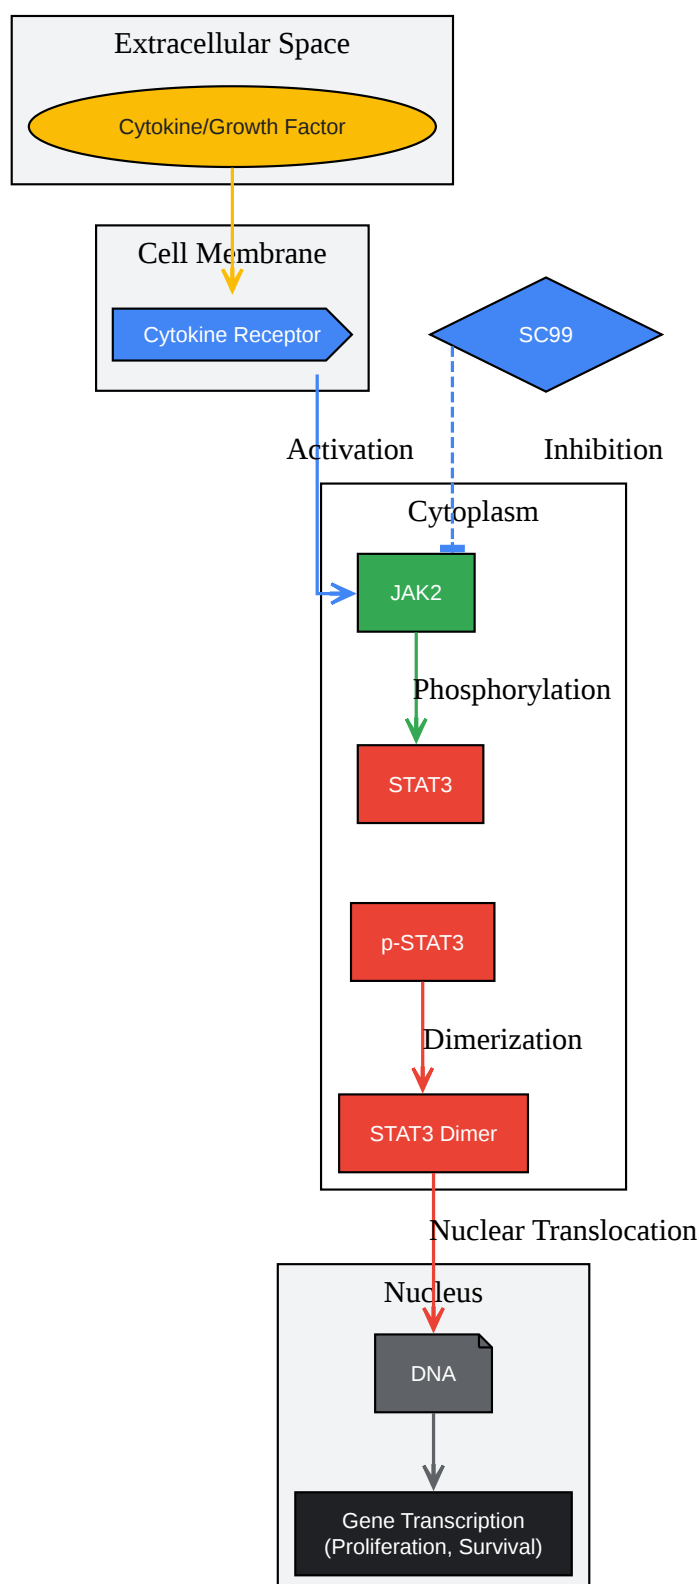 Extracellular Space
Cytokine/Growth Factor
Cell Membrane
Cytokine Receptor
SC99
Activation
Inhibition
Cytoplasm
JAK2
Phosphorylation
STAT3
p-STAT3
Dimerization
STAT3 Dimer
Nuclear Translocation
Nucleus
DNA
Gene Transcription
(Proliferation, Survival)